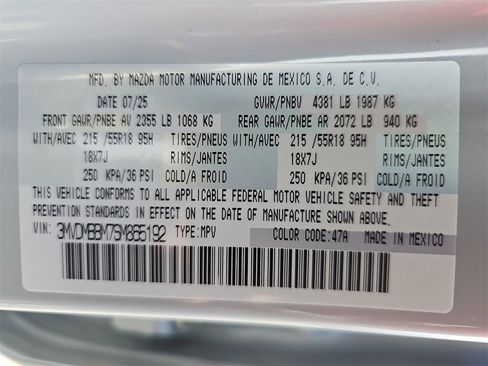 MFD. BY MAZDA MOTOR MANUFACTURING DE MEXICO S.A. DE C.V.
DATE 07/25 GVWR/PNBV 4381 LB 1987 KG
FRONT GAWR/PNBE AV 2355 LB 1068 KG REAR GAWR/PNBE AR 2072 LB 940 KG
WITH/AVEC 215 /55R18 95H TIRES/PNEUS WITH/AVEC 215 /55R18 95H TIRES/PNEUS
18X7J RIMS/JANTES 18X7J RIMS/JANTES
250 KPA/36 PSI COLD/A FROID 250 KPA/36 PSI COLD/A FROID
THIS VEHICLE CONFORMS TO ALL APPLICABLE FEDERAL MOTOR VEHICLE SAFETY AND THEFT
PREVENTION STANDARDS IN EFFECT ON THE DATE OF MANUFACTURE SHOWN ABOVE.
VIN: 3MVDMBBM7SM855192 TYPE:MPV COLOR CODE:47A MADE IN MEXICO